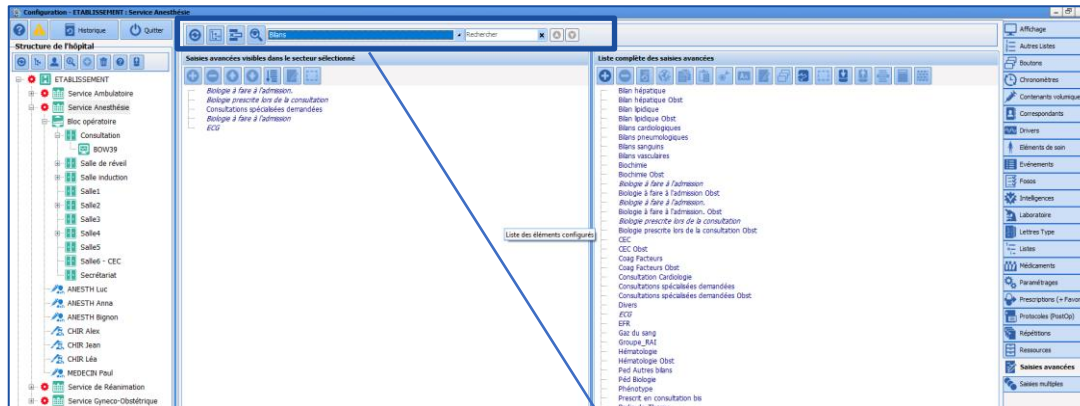 Configuration - ETABLISSEMENT : Service Anesthésie
Historique
Quitter
Bilans
Rechercher
Structure de l'hôpital
ETABLISSEMENT
Service Ambulatoire
Service Anesthésie
Bloc opératoire
Consultation
BOW39
Salle de réveil
Salle induction
Salle1
Salle2
Salle3
Salle4
Salle5
Salle6 - CEC
Secrétariat
ANESTH Luc
ANESTH Anna
ANESTH Bignon
CHIR Alex
CHIR Jean
CHIR Léa
MEDECIN Paul
Service de Réanimation
Service Gyneco-Obstétrique
Saisies avancées visibles dans le secteur sélectionné
Biologie à faire à l'admission.
Biologie prescrite lors de la consultation
Consultations spécialisées demandées
Biologie à faire à l'admission
ECG
Liste des éléments configurés
Liste complète des saisies avancées
Bilan hépatique
Bilan hépatique Obst
Bilan lipidique
Bilan lipidique Obst
Bilans cardiologiques
Bilans pneumologiques
Bilans sanguins
Bilans vasculaires
Biochimie
Biochimie Obst
Biologie à faire à l'admission
Biologie à faire à l'admission Obst
Biologie à faire à l'admission.
Biologie à faire à l'admission. Obst
Biologie prescrite lors de la consultation
Biologie prescrite lors de la consultation Obst
CEC
CEC Obst
Coag Facteurs
Coag Facteurs Obst
Consultation Cardiologie
Consultations spécialisées demandées
Consultations spécialisées demandées Obst
Divers
ECG
EFR
Gaz du sang
Groupe_RAI
Hématologie
Hématologie Obst
Ped Autres bilans
Péd Biologie
Phénotype
Prescrit en consultation bis
Affichage
Autres Listes
Boutons
Chronomètres
Contenants volumique
Correspondants
Drivers
Eléments de soin
Evénements
Fosos
Intelligences
Laboratoire
Lettres Type
Listes
Médicaments
Paramétrages
Prescriptions (+ Favor
Protocoles (PostOp)
Répétitions
Ressources
Saisies avancées
Saisies multiples